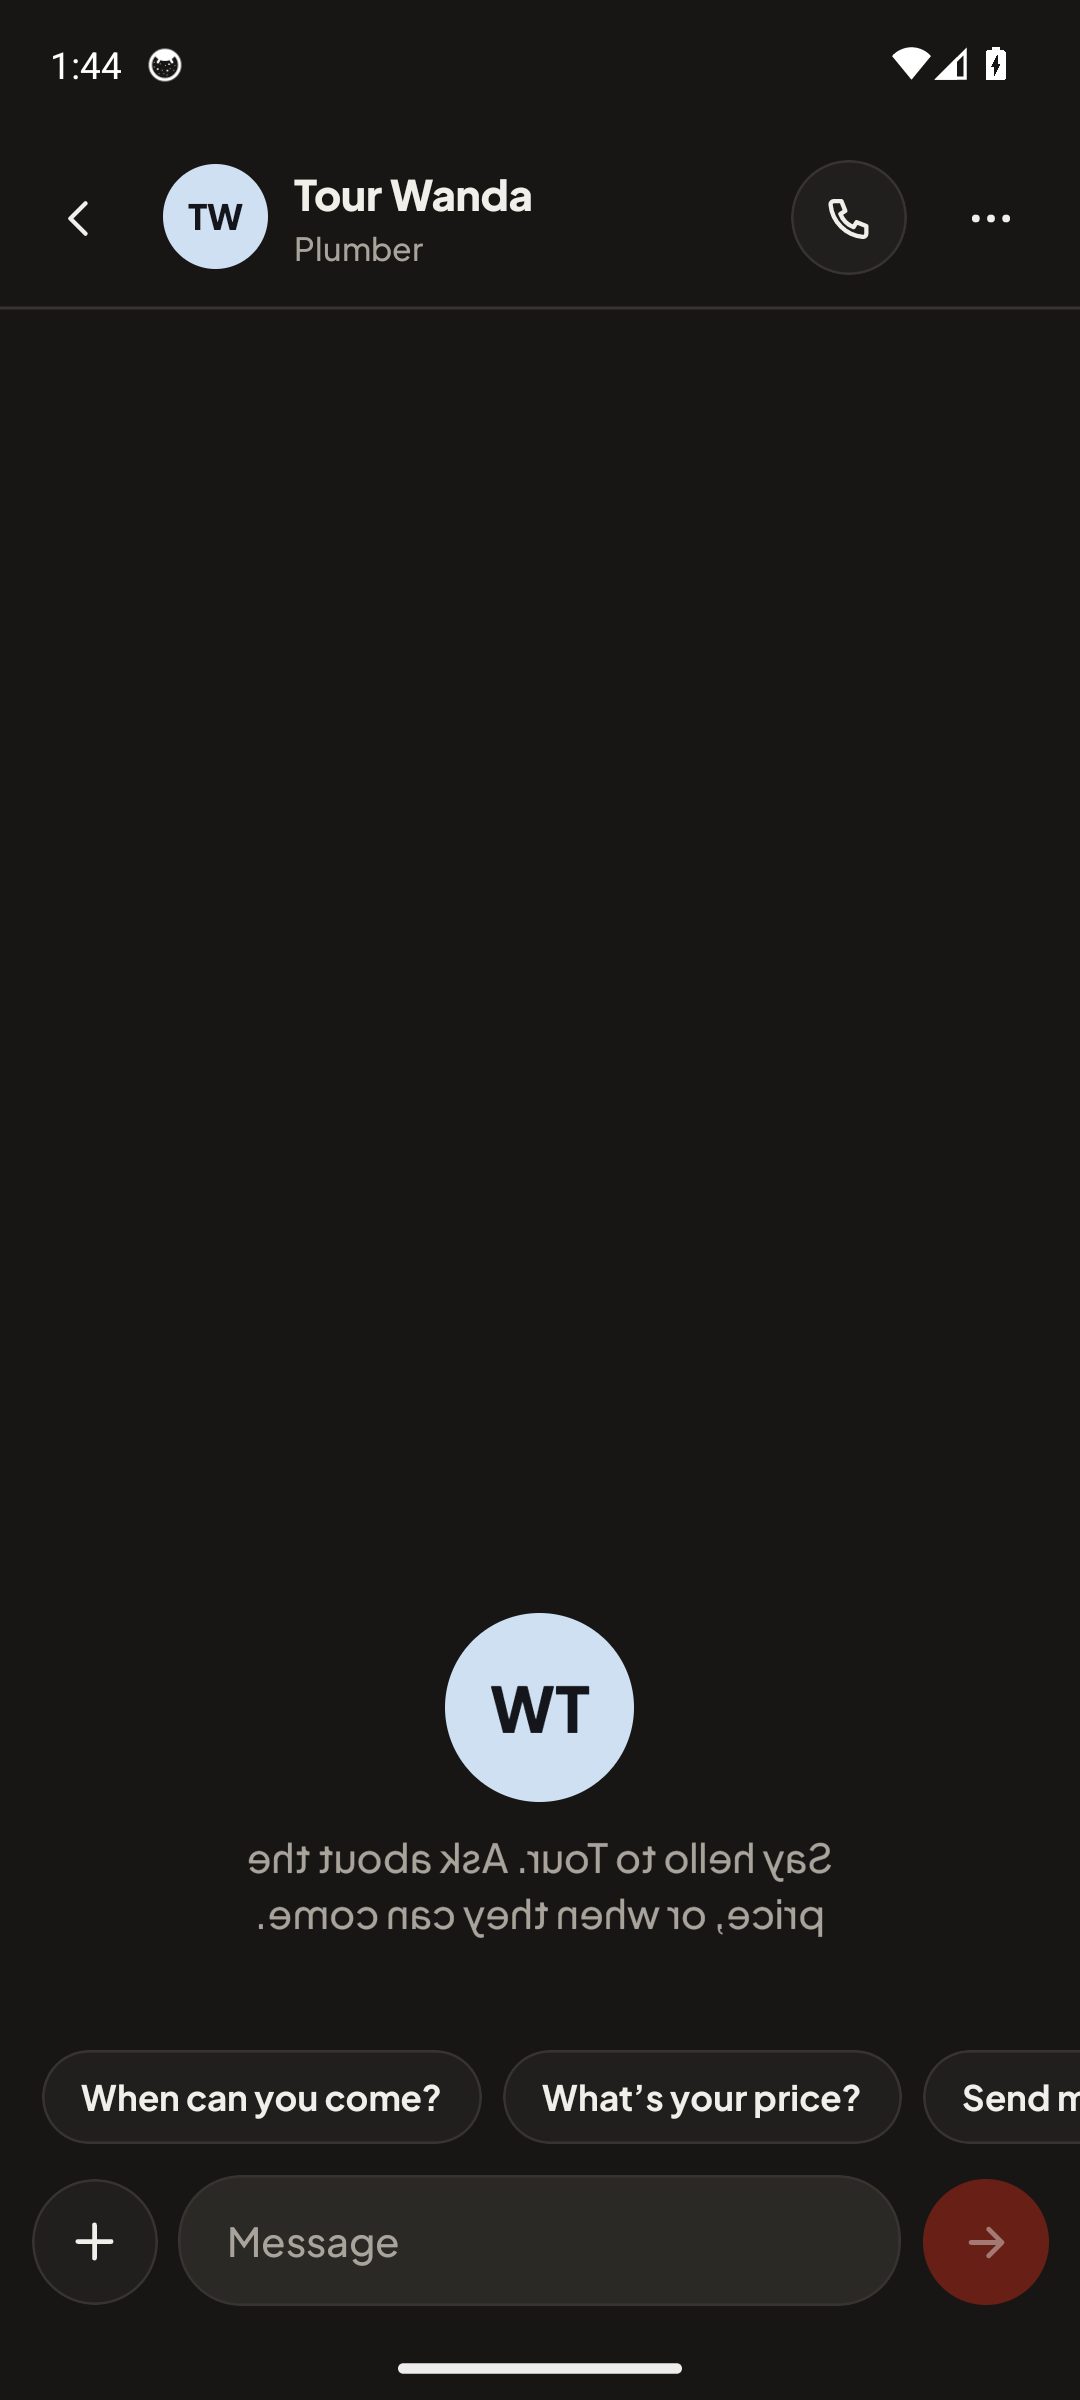 1:44
TW
Tour Wanda
Plumber
TW
Say hello to Tour. Ask about the
price, or when they can come.
When can you come?
What’s your price?
Send m
Message